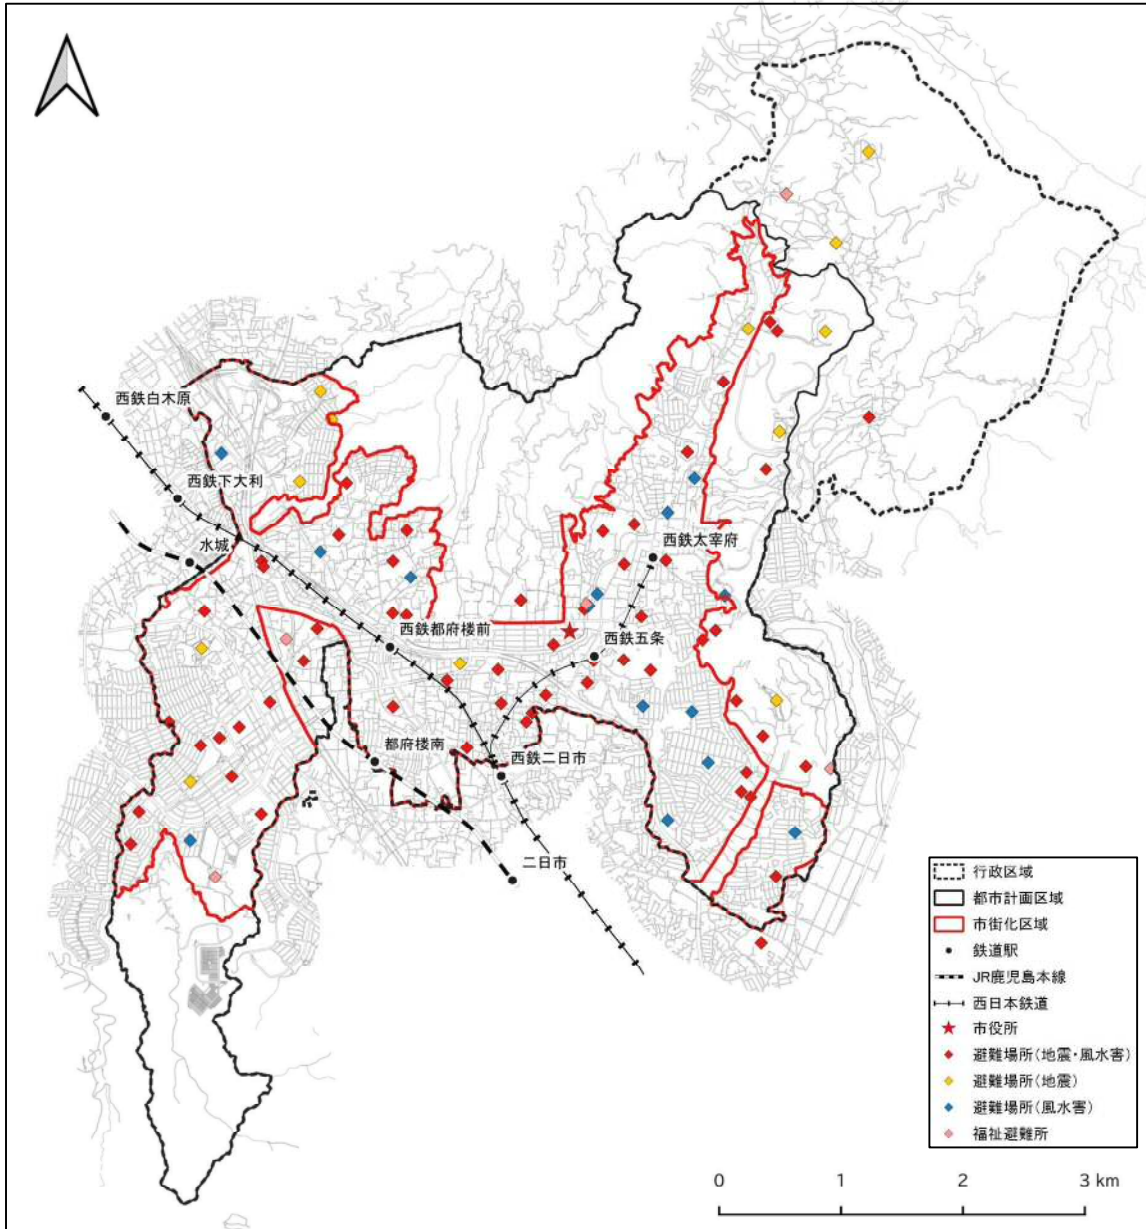 西鉄白木原
西鉄下大利
水城
西鉄太宰府
西鉄都府楼前
西鉄五条
都府楼南
西鉄二日市
二日市
行政区域
都市計画区域
市街化区域
鉄道駅
JR鹿児島本線
西日本鉄道
市役所
避難場所(地震・風水害)
避難場所(地震)
避難場所(風水害)
福祉避難所
0 1 2 3 km